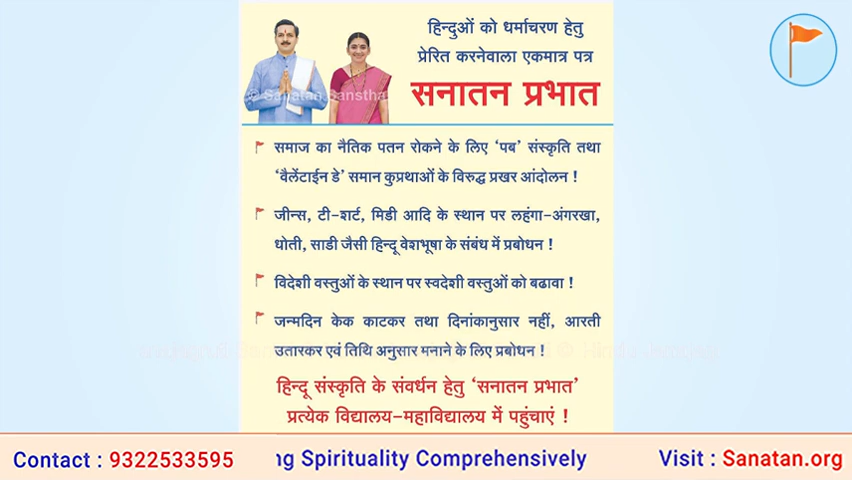 हिन्दुओं को धर्माचरण हेतु
प्रेरित करनेवाला एकमात्र पत्र
सनातन प्रभात
© Sanatan Sanstha
समाज का नैतिक पतन रोकने के लिए ‘पब’ संस्कृति तथा
‘वैलेंटाईन डे’ समान कुप्रथाओं के विरुद्ध प्रखर आंदोलन !
जीन्स, टी-शर्ट, मिडी आदि के स्थान पर लहंगा-अंगरखा,
धोती, साडी जैसी हिन्दू वेशभूषा के संबंध में प्रबोधन !
विदेशी वस्तुओं के स्थान पर स्वदेशी वस्तुओं को बढावा !
जन्मदिन केक काटकर तथा दिनांकानुसार नहीं, आरती
उतारकर एवं तिथि अनुसार मनाने के लिए प्रबोधन !
हिन्दू संस्कृति के संवर्धन हेतु ‘सनातन प्रभात’
प्रत्येक विद्यालय-महाविद्यालय में पहुंचाएं !
Contact : 9322533595
ng Spirituality Comprehensively
Visit : Sanatan.org